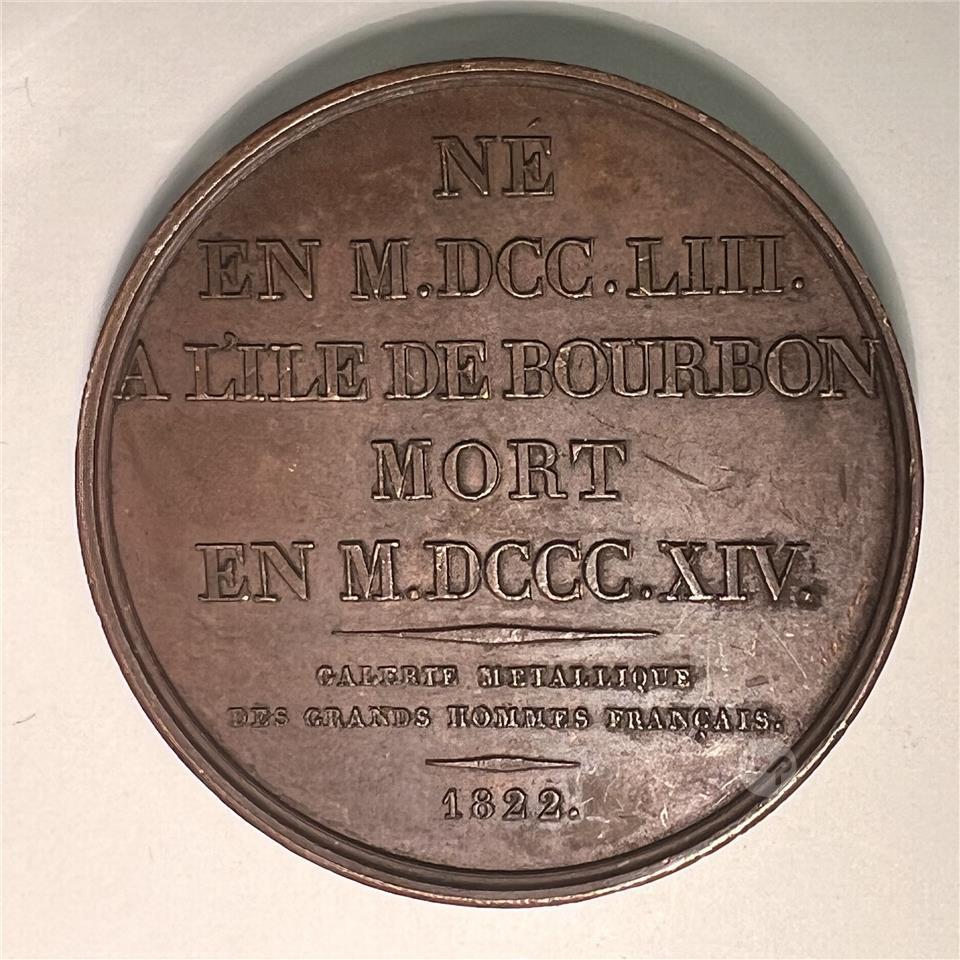 NÉ
EN M.DCC.LIII.
A L'ILE DE BOURBON
MORT
EN M.DCCC.XIV.
GALERIE METALLIQUE
DES GRANDS HOMMES FRANÇAIS.
1822.